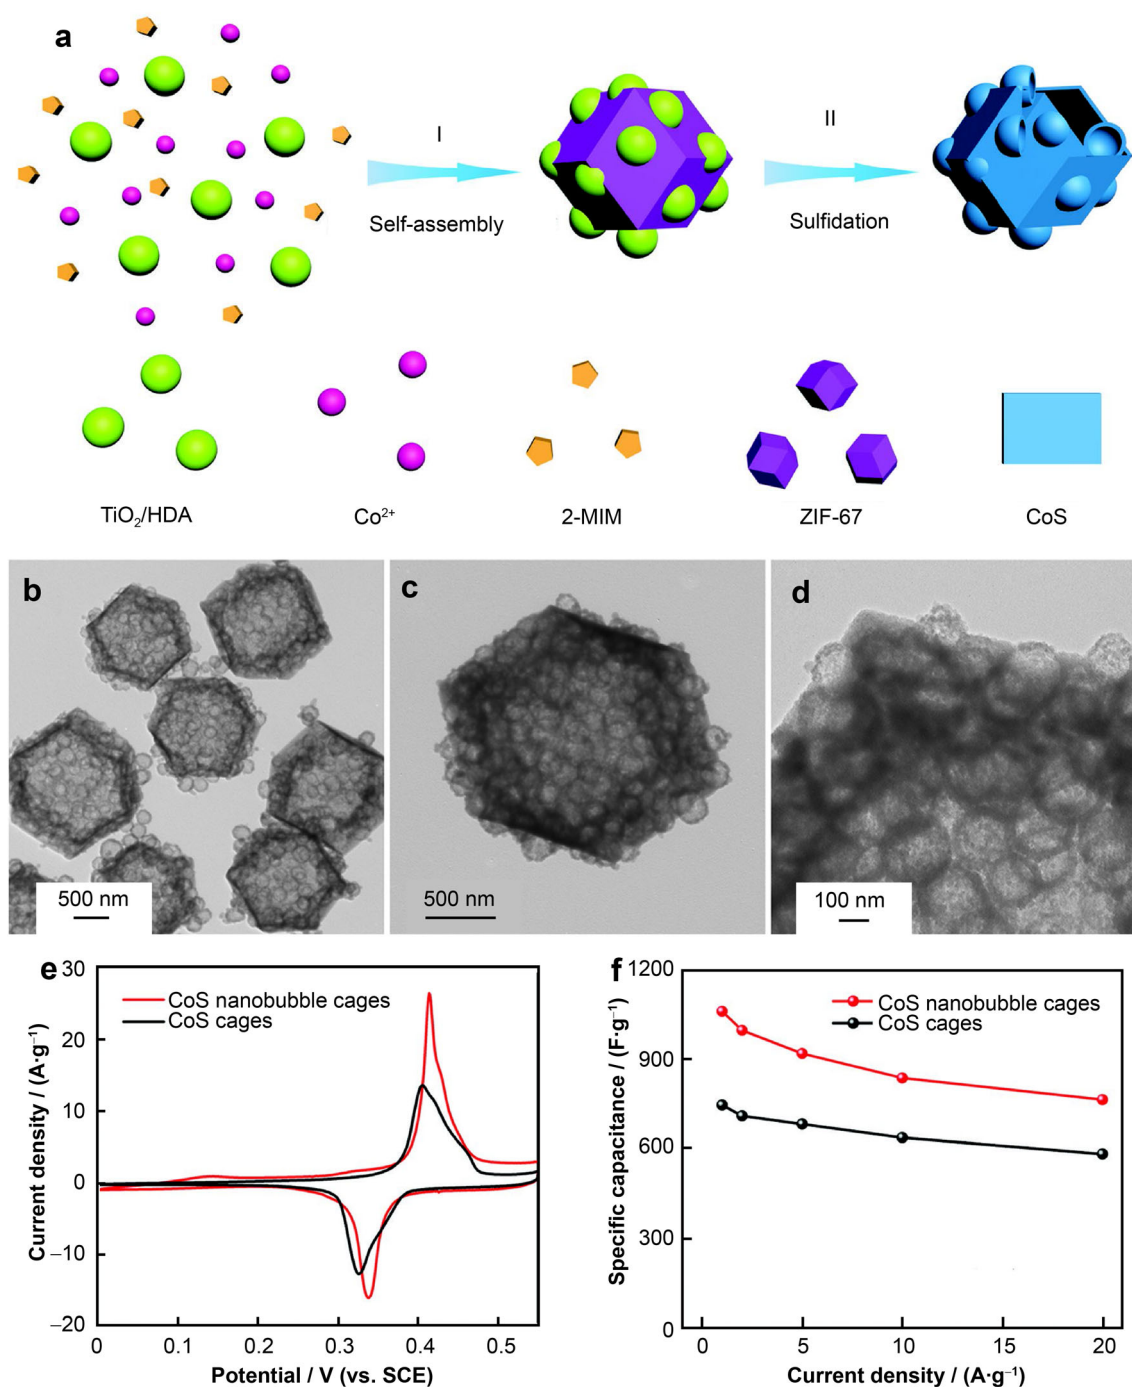 a
I
Self-assembly
II
Sulfidation
TiO₂/HDA
Co²⁺
2-MIM
ZIF-67
CoS
b
500 nm
c
500 nm
d
100 nm
e
30
20
10
0
−10
−20
Current density / (A·g⁻¹)
CoS nanobubble cages
CoS cages
0
0.1
0.2
0.3
0.4
0.5
Potential / V (vs. SCE)
f
1200
900
600
300
0
Specific capacitance / (F·g⁻¹)
CoS nanobubble cages
CoS cages
0
5
10
15
20
Current density / (A·g⁻¹)